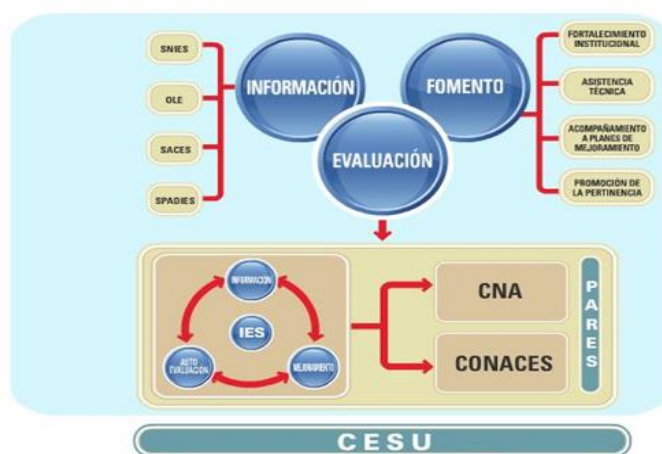 SNIES
OLE
SACES
SPADIES
INFORMACIÓN
FOMENTO
EVALUACIÓN
FORTALECIMIENTO
INSTITUCIONAL
ASISTENCIA
TÉCNICA
ACOMPAÑAMIENTO
A PLANES DE
MEJORAMIENTO
PROMOCIÓN DE
LA PERTINENCIA
INFORMACIÓN
IES
AUTO
EVALUACIÓN
MEJORAMIENTO
CNA
CONACES
PARES
CESU